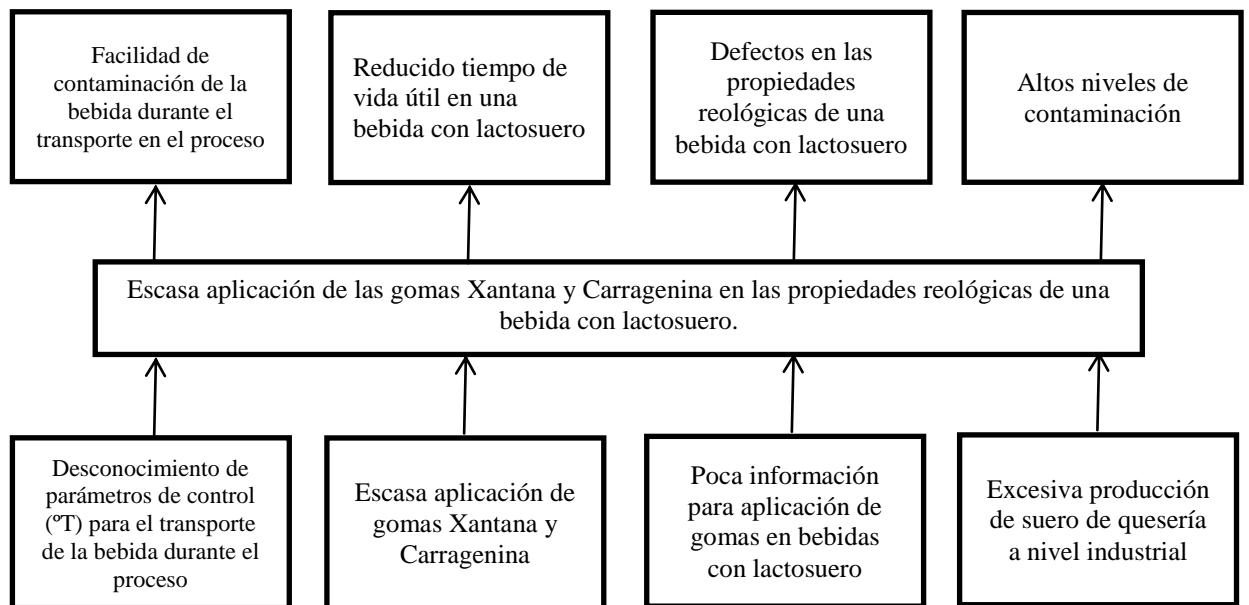 Facilidad de
contaminación de la
bebida durante el
transporte en el proceso
Reducido tiempo de
vida útil en una
bebida con lactosuero
Defectos en las
propiedades
reológicas de una
bebida con lactosuero
Altos niveles de
contaminación
Escasa aplicación de las gomas Xantana y Carragenina en las propiedades reológicas de una
bebida con lactosuero.
Desconocimiento de
parámetros de control
(ºT) para el transporte
de la bebida durante el
proceso
Escasa aplicación de
gomas Xantana y
Carragenina
Poca información
para aplicación de
gomas en bebidas
con lactosuero
Excesiva producción
de suero de quesería
a nivel industrial